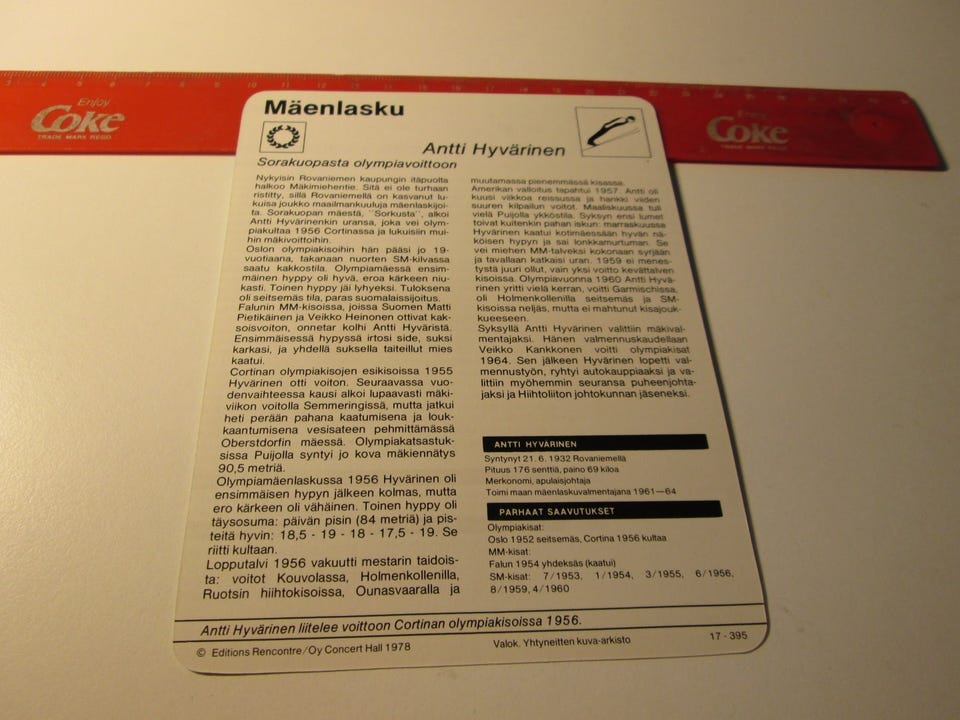 Enjoy
Coke
TRADE MARK REGD
Enjoy
Coke
TRADE MARK REGD
Mäenlasku
Antti Hyvärinen
Sorakuopasta olympiavoittoon
Nykyisin Rovaniemen kaupungin itäpuolta
halkoo Mäkimiehentie. Sitä ei ole turhaan
ristitty, sillä Rovaniemellä on kasvanut lu-
kuisia joukko maailmankuuluja mäenlaskijoi-
ta. Sorakuopan mäestä, "Sorkusta", alkoi
Antti Hyvärinenkin uransa, joka vei olym-
piakultaa 1956 Cortinassa ja lukuisiin mui-
hin mäkivoittoihin.
Oslon olympiakisoihin hän pääsi jo 19-
vuotiaana, takanaan nuorten SM-kilvassa
saatu kakkostila. Olympiamäessä ensim-
mäinen hyppy oli hyvä, eroa kärkeen niu-
kasti. Toinen hyppy jäi lyhyeksi. Tuloksena
oli seitsemäs tila, paras suomalaissijoitus.
Falunin MM-kisoissa, joissa Suomen Matti
Pietikäinen ja Veikko Heinonen ottivat kak-
soisvoiton, onnetar kolhi Antti Hyväristä.
Ensimmäisessä hypyssä irtosi side, suksi
karkasi, ja yhdellä suksella taiteillut mies
kaatui.
Cortinan olympiakisojen esikisoissa 1955
Hyvärinen otti voiton. Seuraavassa vuo-
denvaihteessa kausi alkoi lupaavasti mäki-
viikon voitolla Semmeringissä, mutta jatkui
heti perään pahana kaatumisena ja louk-
kaantumisena vesisateen pehmittämässä
Oberstdorfin mäessä. Olympiakatsastuk-
sissa Puijolla syntyi jo kova mäkiennätys
90,5 metriä.
Olympiamäenlaskussa 1956 Hyvärinen oli
ensimmäisen hypyn jälkeen kolmas, mutta
ero kärkeen oli vähäinen. Toinen hyppy oli
täysosuma: päivän pisin (84 metriä) ja pis-
teitä hyvin: 18,5 - 19 - 18 - 17,5 - 19. Se
riitti kultaan.
Lopputalvi 1956 vakuutti mestarin taidois-
ta: voitot Kouvolassa, Holmenkollenilla,
Ruotsin hiihtokisoissa, Ounasvaaralla ja
muutamassa pienemmässä kisassa.
Amerikan valloitus tapahtui 1957. Antti oli
kuusi viikkoa reissussa ja hankki viiden
suuren kilpailun voitot. Maaliskuussa tuli
vielä Puijolla ykköstila. Syksyn ensi lumet
toivat kuitenkin pahan iskun: marraskuussa
Hyvärinen kaatui kotimäessään hyvän nä-
köisen hypyn ja sai lonkkamurtuman. Se
vei miehen MM-talveksi kokonaan syrjään
ja tavallaan katkaisi uran. 1959 ei menes-
tystä juuri ollut, vain yksi voitto kevättalven
kisoissa. Olympiavuonna 1960 Antti Hyvä-
rinen yritti vielä kerran, voitti Garmischissa,
oli Holmenkollenilla seitsemäs ja SM-
kisoissa neljäs, mutta ei mahtunut kisajouk-
kueeseen.
Syksyllä Antti Hyvärinen valittiin mäkival-
mentajaksi. Hänen valmennuskaudellaan
Veikko Kankkonen voitti olympiakisat
1964. Sen jälkeen Hyvärinen lopetti val-
mennustyön, ryhtyi autokauppiaaksi ja va-
littiin myöhemmin seuransa puheenjohta-
jaksi ja Hiihtoliiton johtokunnan jäseneksi.
ANTTI HYVÄRINEN
Syntynyt 21. 6. 1932 Rovaniemellä
Pituus 176 senttiä, paino 69 kiloa
Merkonomi, apulaisjohtaja
Toimi maan mäenlaskuvalmentajana 1961—64
PARHAAT SAAVUTUKSET
Olympiakisat:
Oslo 1952 seitsemäs, Cortina 1956 kultaa
MM-kisat:
Falun 1954 yhdeksäs (kaatui)
SM-kisat: 7/1953, 1/1954, 3/1955, 6/1956,
8/1959, 4/1960
Antti Hyvärinen liitelee voittoon Cortinan olympiakisoissa 1956.
© Editions Rencontre/Oy Concert Hall 1978
Valok. Yhtyneitten kuva-arkisto
17 - 395